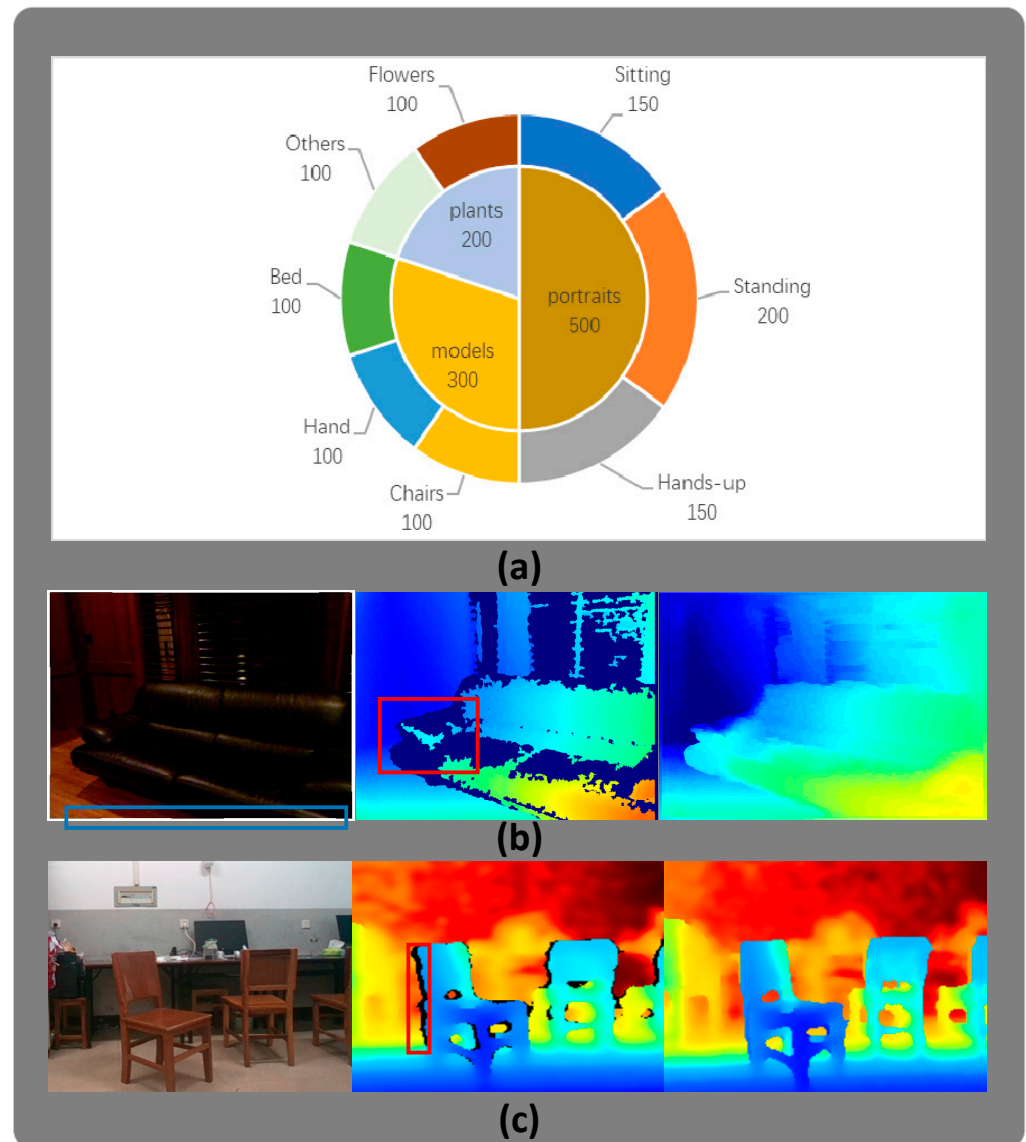 Flowers
100
Sitting
150
Others
100
plants
200
Bed
100
portraits
500
Standing
200
models
300
Hand
100
Chairs
100
Hands-up
150
(a)
(b)
(c)